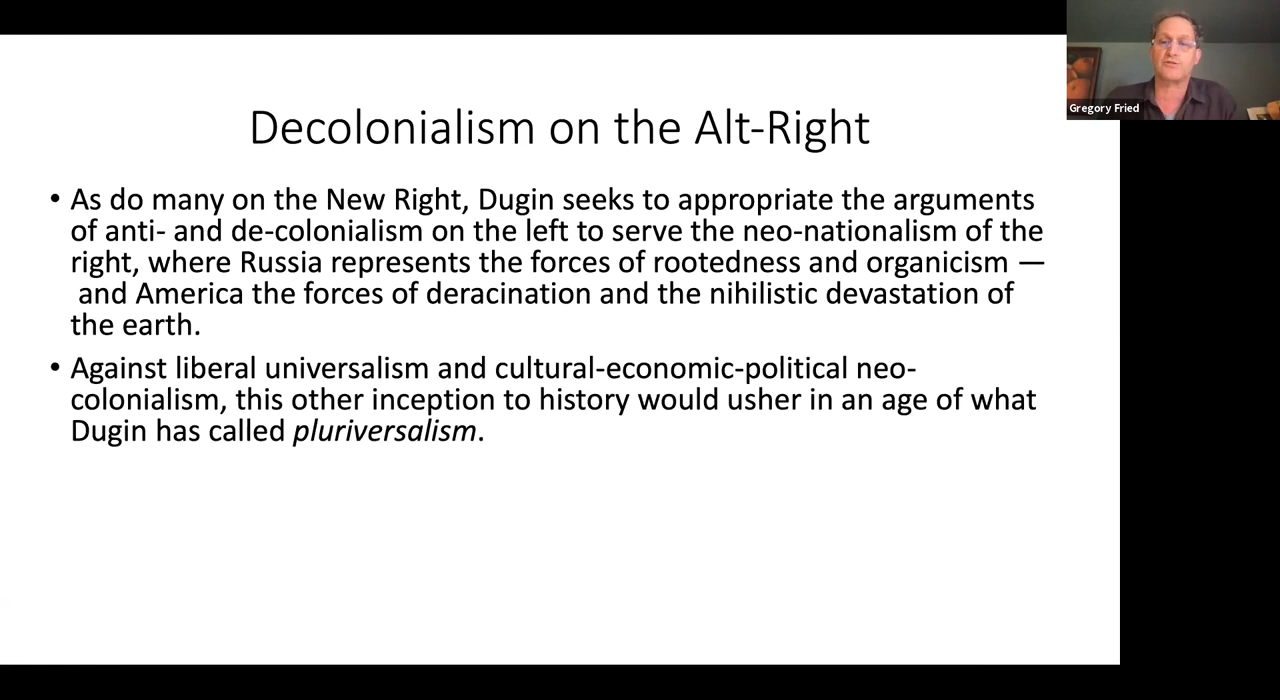 Gregory Fried
Decolonialism on the Alt-Right
• As do many on the New Right, Dugin seeks to appropriate the arguments
of anti- and de-colonialism on the left to serve the neo-nationalism of the
right, where Russia represents the forces of rootedness and organicism —
and America the forces of deracination and the nihilistic devastation of
the earth.
• Against liberal universalism and cultural-economic-political neo-
colonialism, this other inception to history would usher in an age of what
Dugin has called pluriversalism.